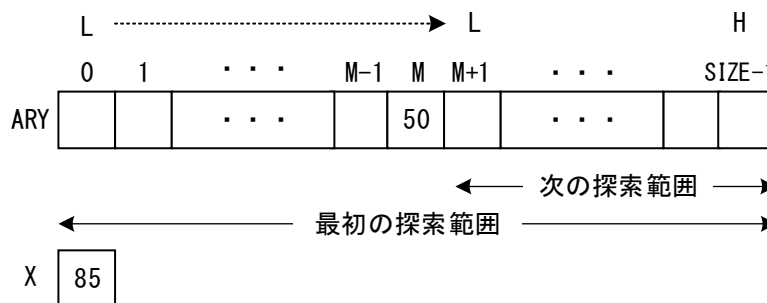 L L H
0 1 ・・・ M-1 M M+1 ・・・ SIZE-1
ARY ・・・ 50 ・・・
次の探索範囲
最初の探索範囲
X 85